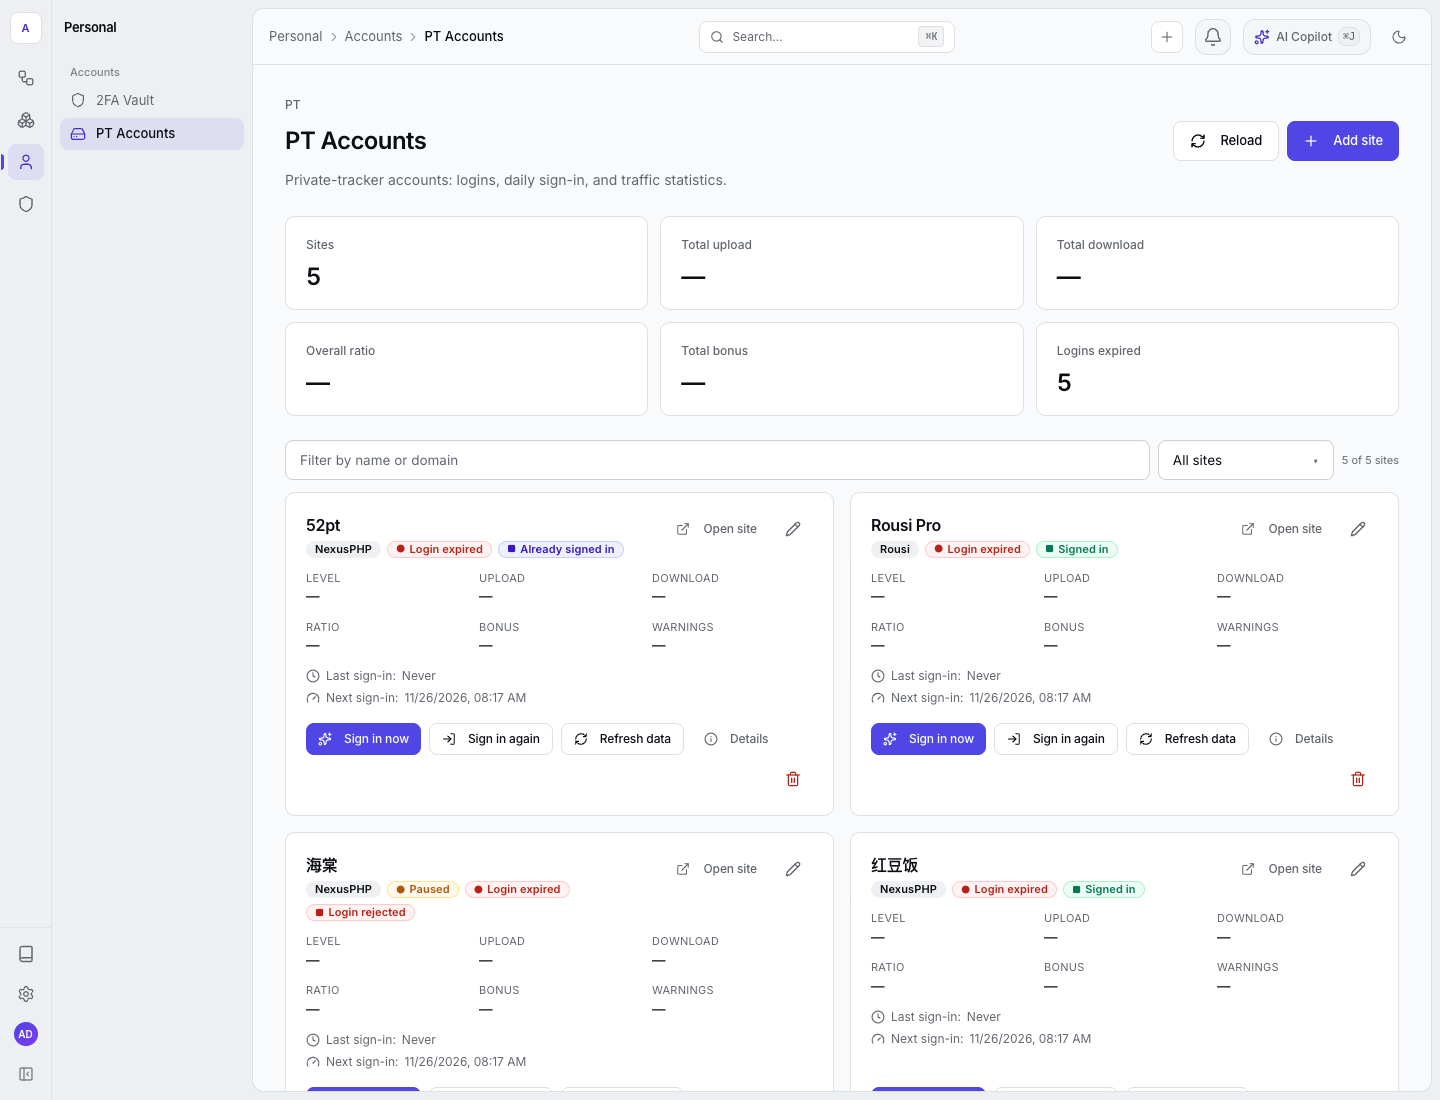 A
Personal
Accounts
2FA Vault
PT Accounts
AD
Personal > Accounts > PT Accounts
Search...
⌘K
AI Copilot ⌘J
PT
PT Accounts
Reload
Add site
Private-tracker accounts: logins, daily sign-in, and traffic statistics.
Sites
5
Total upload
—
Total download
—
Overall ratio
—
Total bonus
—
Logins expired
5
Filter by name or domain
All sites
5 of 5 sites
52pt
Open site
NexusPHP Login expired Already signed in
LEVEL UPLOAD DOWNLOAD
— — —
RATIO BONUS WARNINGS
— — —
Last sign-in: Never
Next sign-in: 11/26/2026, 08:17 AM
Sign in now Sign in again Refresh data Details
Rousi Pro
Open site
Rousi Login expired Signed in
LEVEL UPLOAD DOWNLOAD
— — —
RATIO BONUS WARNINGS
— — —
Last sign-in: Never
Next sign-in: 11/26/2026, 08:17 AM
Sign in now Sign in again Refresh data Details
海棠
Open site
NexusPHP Paused Login expired
Login rejected
LEVEL UPLOAD DOWNLOAD
— — —
RATIO BONUS WARNINGS
— — —
Last sign-in: Never
Next sign-in: 11/26/2026, 08:17 AM
红豆饭
Open site
NexusPHP Login expired Signed in
LEVEL UPLOAD DOWNLOAD
— — —
RATIO BONUS WARNINGS
— — —
Last sign-in: Never
Next sign-in: 11/26/2026, 08:17 AM